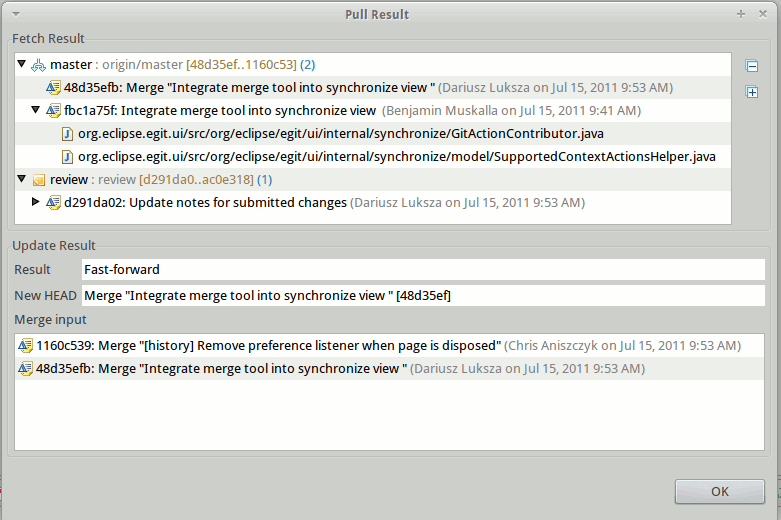 Pull Result
Fetch Result
master : origin/master [48d35ef..1160c53] (2)
48d35efb: Merge "Integrate merge tool into synchronize view " (Dariusz Luksza on Jul 15, 2011 9:53 AM)
fbc1a75f: Integrate merge tool into synchronize view (Benjamin Muskalla on Jul 15, 2011 9:41 AM)
org.eclipse.egit.ui/src/org/eclipse/egit/ui/internal/synchronize/GitActionContributor.java
org.eclipse.egit.ui/src/org/eclipse/egit/ui/internal/synchronize/model/SupportedContextActionsHelper.java
review : review [d291da0..ac0e318] (1)
d291da02: Update notes for submitted changes (Dariusz Luksza on Jul 15, 2011 9:53 AM)
Update Result
Result Fast-forward
New HEAD Merge "Integrate merge tool into synchronize view " [48d35ef]
Merge input
1160c539: Merge "[history] Remove preference listener when page is disposed" (Chris Aniszczyk on Jul 15, 2011 9:53 AM)
48d35efb: Merge "Integrate merge tool into synchronize view " (Dariusz Luksza on Jul 15, 2011 9:53 AM)
OK